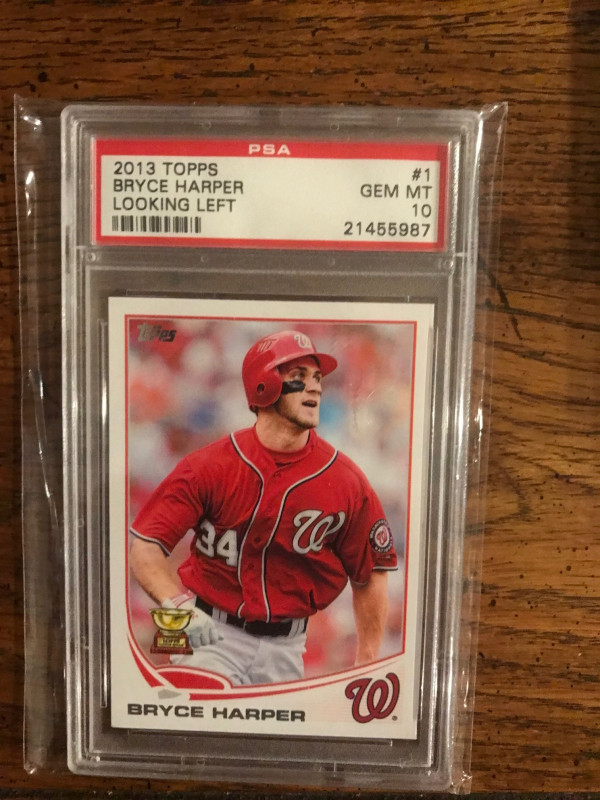 PSA
2013 TOPPS #1
BRYCE HARPER GEM MT
LOOKING LEFT 10
21455987
Topps
W
34
W
BRYCE HARPER
W